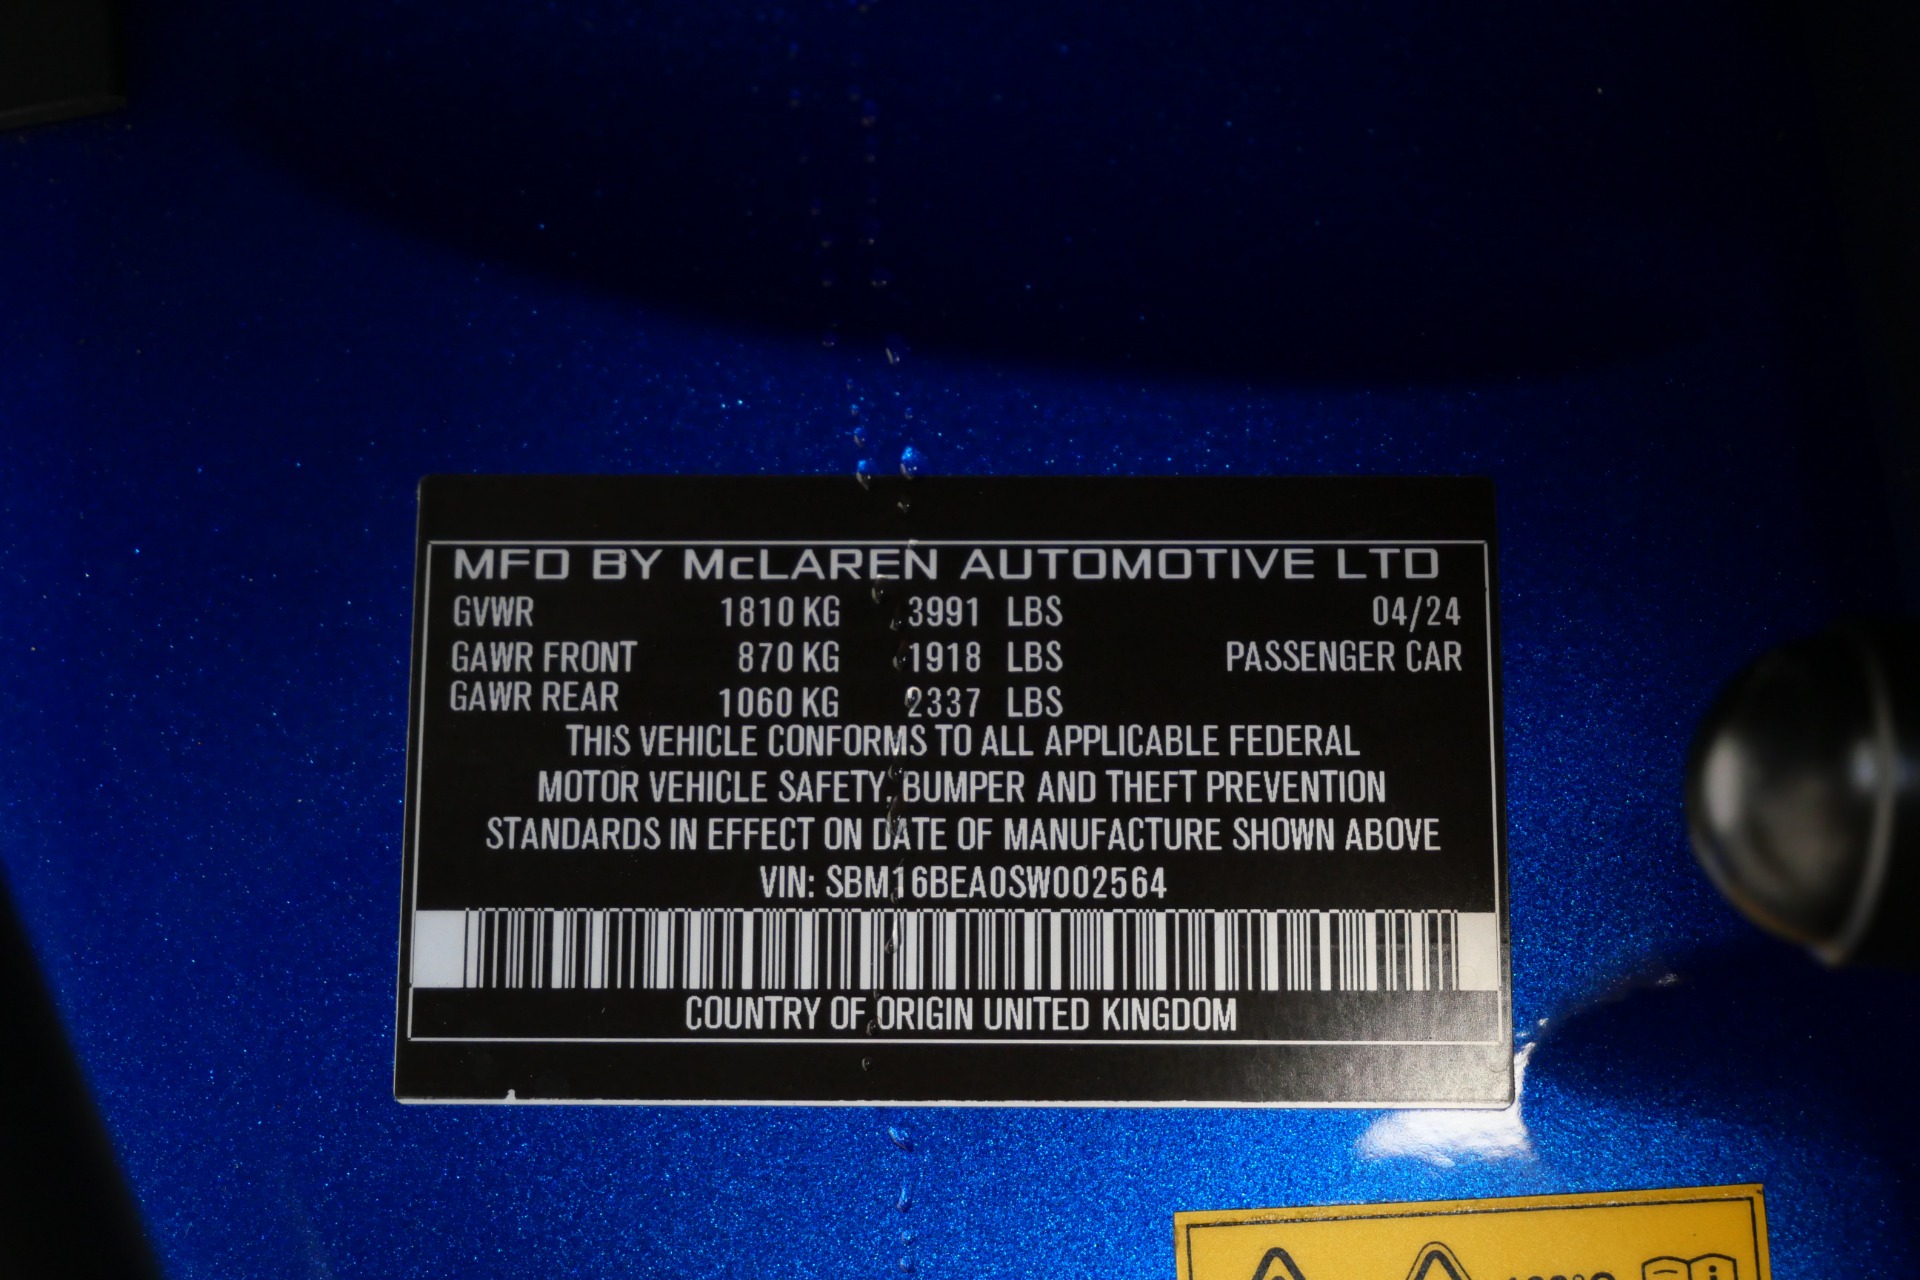 MFD BY McLAREN AUTOMOTIVE LTD
GVWR 1810 KG 3991 LBS 04/24
GAWR FRONT 870 KG 1918 LBS PASSENGER CAR
GAWR REAR 1060 KG 2337 LBS
THIS VEHICLE CONFORMS TO ALL APPLICABLE FEDERAL
MOTOR VEHICLE SAFETY, BUMPER AND THEFT PREVENTION
STANDARDS IN EFFECT ON DATE OF MANUFACTURE SHOWN ABOVE
VIN: SBM16BEA0SW002564
COUNTRY OF ORIGIN UNITED KINGDOM